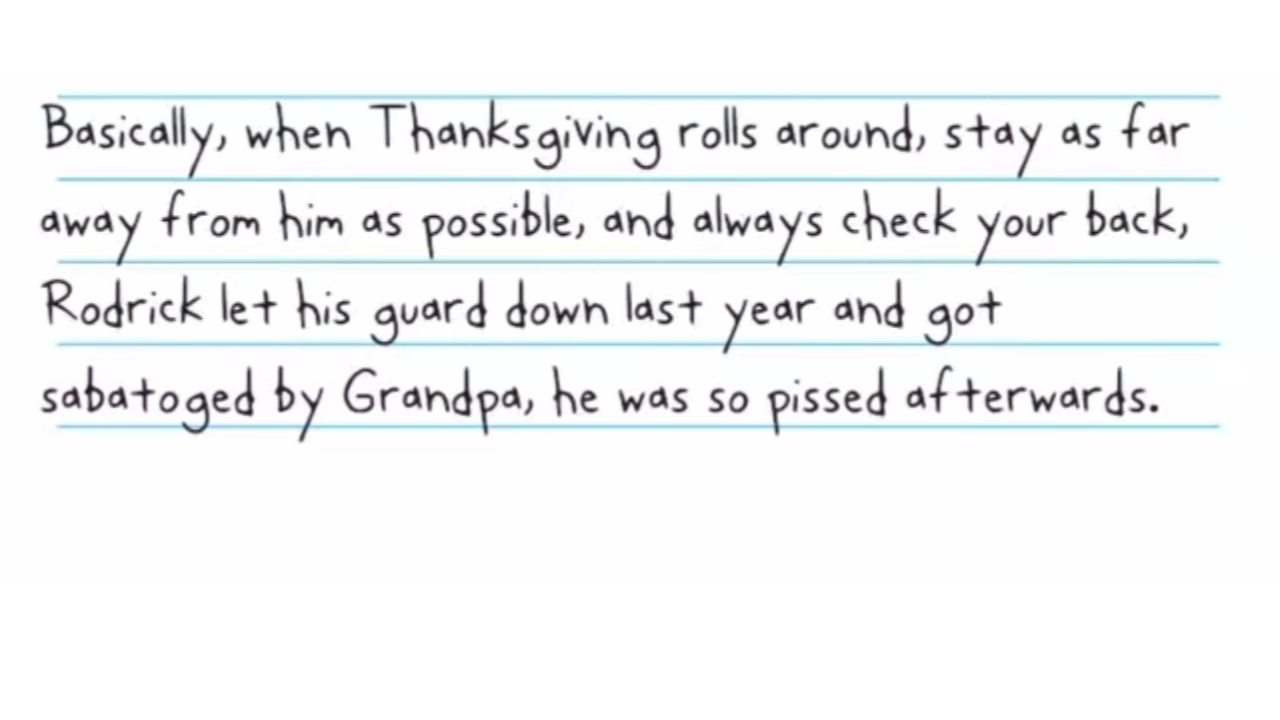 Basically, when Thanksgiving rolls around, stay as far
away from him as possible, and always check your back,
Rodrick let his guard down last year and got
sabatoged by Grandpa, he was so pissed afterwards.